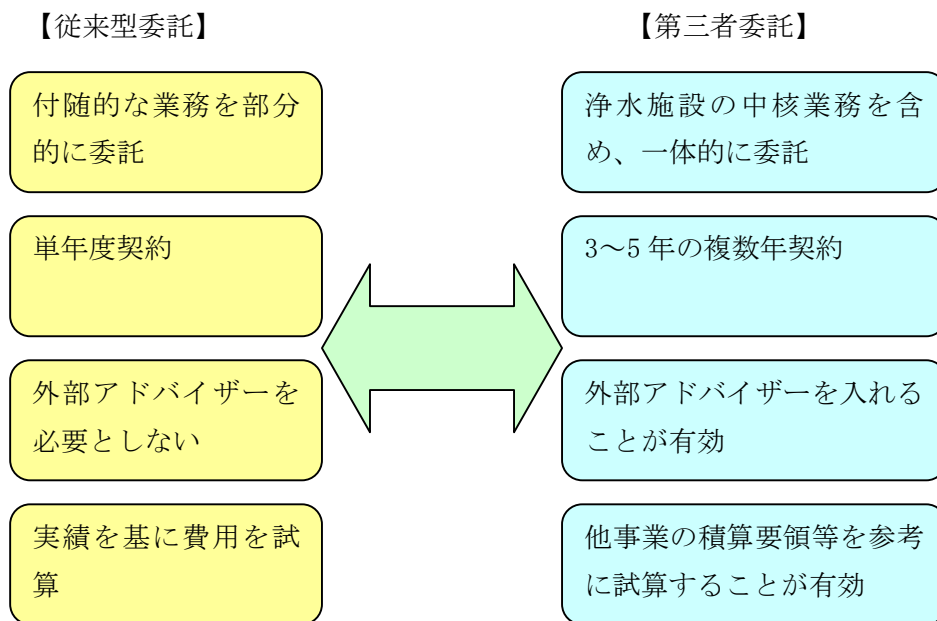 【従来型委託】
付随的な業務を部分
的に委託
単年度契約
外部アドバイザーを
必要としない
実績を基に費用を試
算
【第三者委託】
浄水施設の中核業務を含
め、一体的に委託
3～5 年の複数年契約
外部アドバイザーを入れる
ことが有効
他事業の積算要領等を参考
に試算することが有効